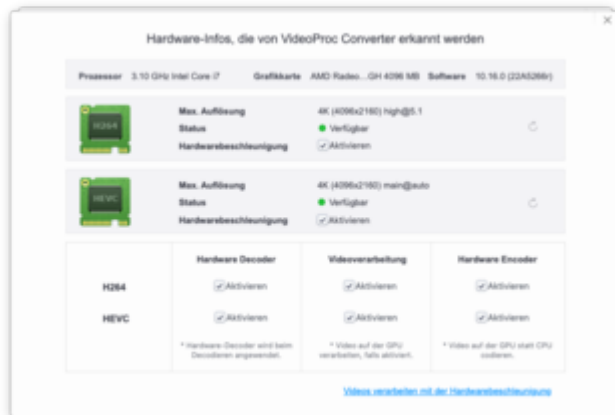 Hardware-Infos, die von VideoProc Converter erkannt werden
Prozessor 3.10 GHz Intel Core i7 Grafikkarte AMD Radeo...GH 4096 MB Software 10.16.0 (22A5266r)
H264
Max. Auflösung 4K (4096x2160) high@5.1
Status Verfügbar
Hardwarebeschleunigung Aktivieren
HEVC
Max. Auflösung 4K (4096x2160) main@auto
Status Verfügbar
Hardwarebeschleunigung Aktivieren
Hardware Decoder Videoverarbeitung Hardware Encoder
H264 Aktivieren Aktivieren Aktivieren
HEVC Aktivieren Aktivieren Aktivieren
* Hardware-Decoder wird beim * Video auf der GPU * Video auf der GPU statt CPU
Decodieren angewendet. verarbeiten, falls aktiviert. codieren.
Videos verarbeiten mit der Hardwarebeschleunigung